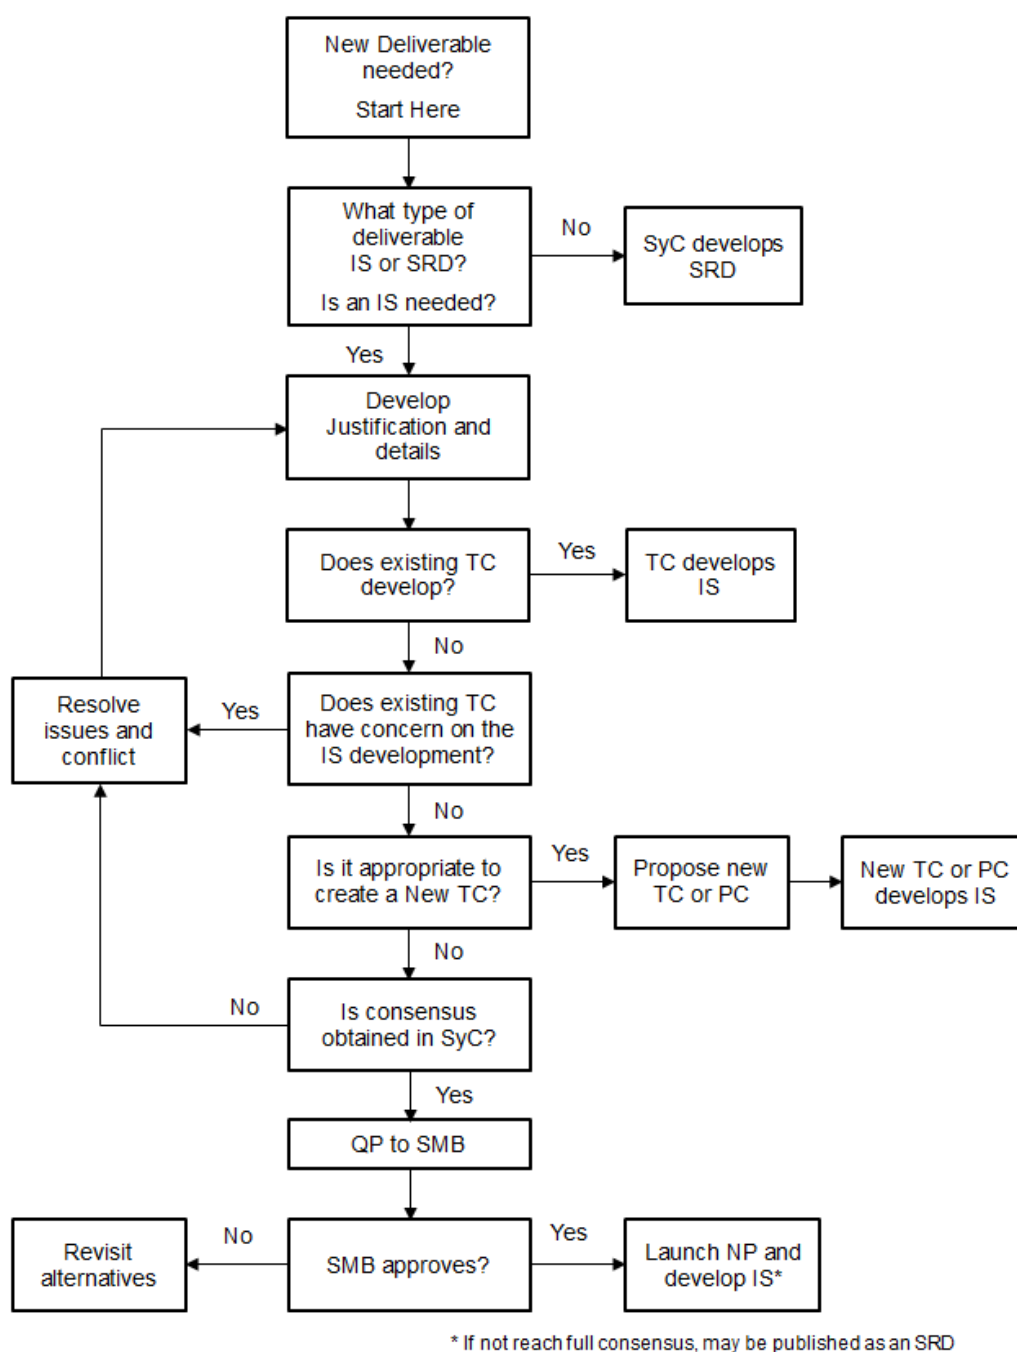 New Deliverable
needed?
Start Here
What type of
deliverable
IS or SRD?
Is an IS needed?
No
SyC develops
SRD
Yes
Develop
Justification and
details
Does existing TC
develop?
Yes
TC develops
IS
No
Resolve
issues and
conflict
Yes
Does existing TC
have concern on the
IS development?
No
Is it appropriate to
create a New TC?
Yes
Propose new
TC or PC
New TC or PC
develops IS
No
No
Is consensus
obtained in SyC?
Yes
QP to SMB
Revisit
alternatives
No
SMB approves?
Yes
Launch NP and
develop IS*
* If not reach full consensus, may be published as an SRD